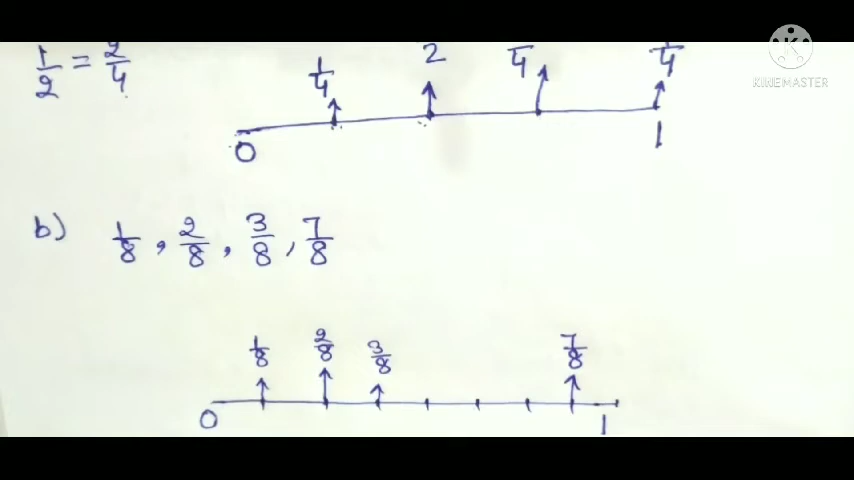 1/2 = 2/4
1/4 2 4 4
0 1
b) 1/8, 2/8, 3/8, 7/8
1/8 2/8 3/8 7/8
0 1
KINEMASTER